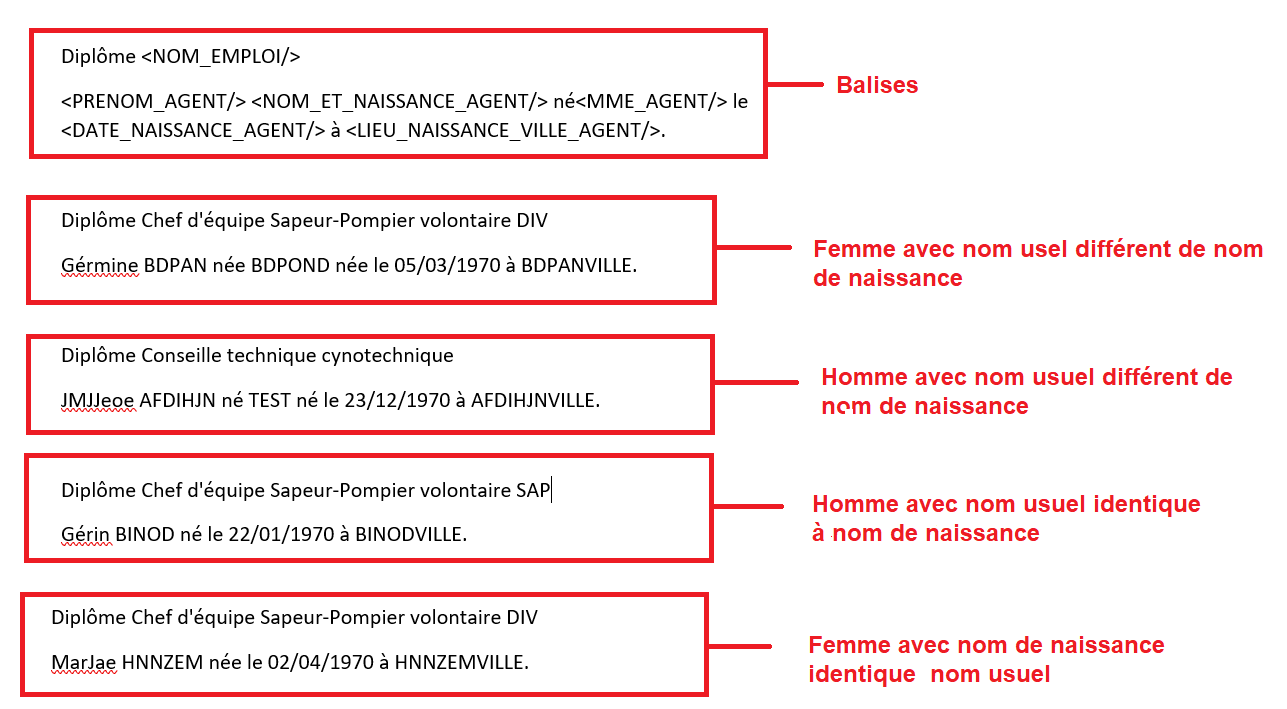 Diplôme <NOM_EMPLOI/>
<PRENOM_AGENT/> <NOM_ET_NAISSANCE_AGENT/> né<MME_AGENT/> le
<DATE_NAISSANCE_AGENT/> à <LIEU_NAISSANCE_VILLE_AGENT/>.
Balises
Diplôme Chef d'équipe Sapeur-Pompier volontaire DIV
Gérmine BDPAN née BDPOND née le 05/03/1970 à BDPANVILLE.
Femme avec nom usel différent de nom
de naissance
Diplôme Conseille technique cynotechnique
JMJJeoe AFDIHJN né TEST né le 23/12/1970 à AFDIHJNVILLE.
Homme avec nom usuel différent de
nom de naissance
Diplôme Chef d'équipe Sapeur-Pompier volontaire SAP
Gérin BINOD né le 22/01/1970 à BINODVILLE.
Homme avec nom usuel identique
à nom de naissance
Diplôme Chef d'équipe Sapeur-Pompier volontaire DIV
MarJae HNNZEM née le 02/04/1970 à HNNZEMVILLE.
Femme avec nom de naissance
identique  nom usuel